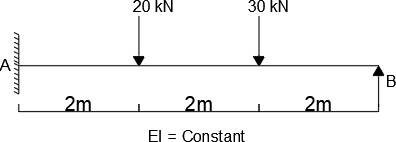 20 kN 30 kN
A
B
2m 2m 2m
EI = Constant